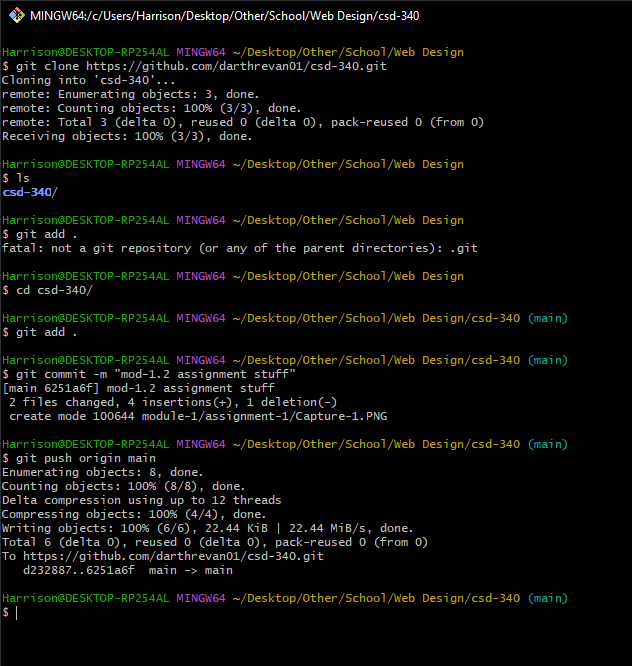 MINGW64:/c/Users/Harrison/Desktop/Other/School/Web Design/csd-340
Harrison@DESKTOP-RP254AL MINGW64 ~/Desktop/Other/School/Web Design
$ git clone https://github.com/darthrevan01/csd-340.git
Cloning into 'csd-340'...
remote: Enumerating objects: 3, done.
remote: Counting objects: 100% (3/3), done.
remote: Total 3 (delta 0), reused 0 (delta 0), pack-reused 0 (from 0)
Receiving objects: 100% (3/3), done.
Harrison@DESKTOP-RP254AL MINGW64 ~/Desktop/Other/School/Web Design
$ ls
csd-340/
Harrison@DESKTOP-RP254AL MINGW64 ~/Desktop/Other/School/Web Design
$ git add .
fatal: not a git repository (or any of the parent directories): .git
Harrison@DESKTOP-RP254AL MINGW64 ~/Desktop/Other/School/Web Design
$ cd csd-340/
Harrison@DESKTOP-RP254AL MINGW64 ~/Desktop/Other/School/Web Design/csd-340 (main)
$ git add .
Harrison@DESKTOP-RP254AL MINGW64 ~/Desktop/Other/School/Web Design/csd-340 (main)
$ git commit -m "mod-1.2 assignment stuff"
[main 6251a6f] mod-1.2 assignment stuff
2 files changed, 4 insertions(+), 1 deletion(-)
create mode 100644 module-1/assignment-1/Capture-1.PNG
Harrison@DESKTOP-RP254AL MINGW64 ~/Desktop/Other/School/Web Design/csd-340 (main)
$ git push origin main
Enumerating objects: 8, done.
Counting objects: 100% (8/8), done.
Delta compression using up to 12 threads
Compressing objects: 100% (4/4), done.
Writing objects: 100% (6/6), 22.44 KiB | 22.44 MiB/s, done.
Total 6 (delta 0), reused 0 (delta 0), pack-reused 0 (from 0)
To https://github.com/darthrevan01/csd-340.git
d232887..6251a6f main -> main
Harrison@DESKTOP-RP254AL MINGW64 ~/Desktop/Other/School/Web Design/csd-340 (main)
$